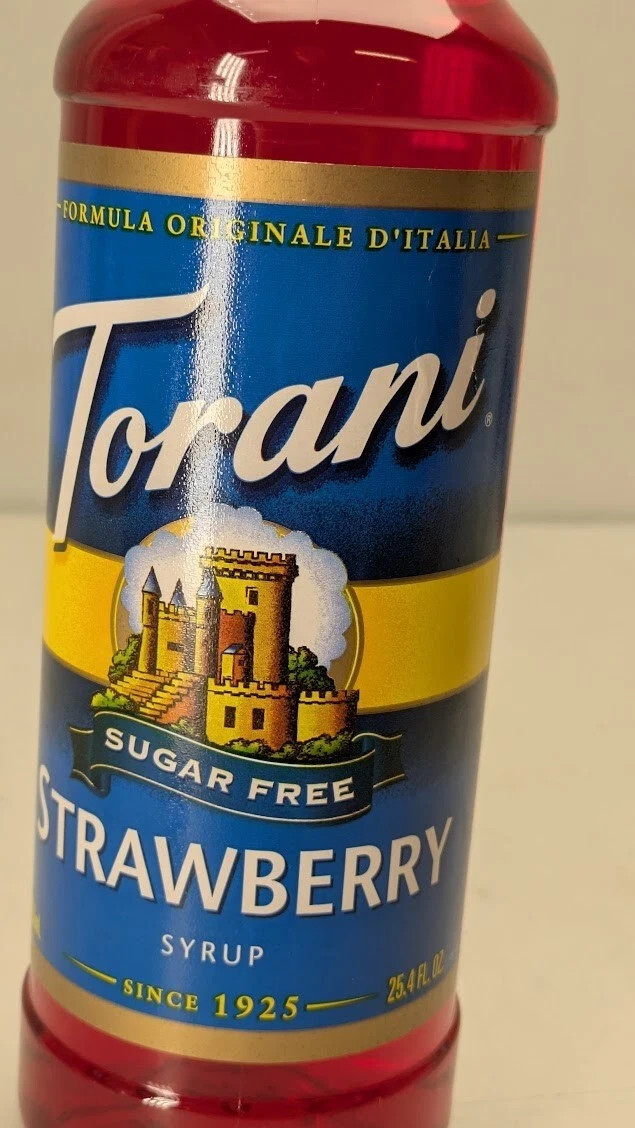 FORMULA ORIGINALE D'ITALIA
Torani®
SUGAR FREE
STRAWBERRY
SYRUP
SINCE 1925
25.4 FL. OZ.